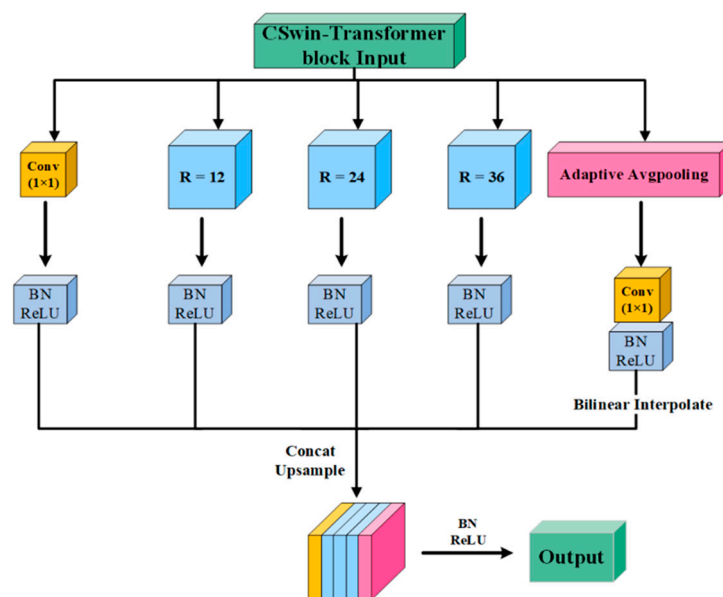 CSwin-Transformer
block Input
Conv
(1×1)
R = 12
R = 24
R = 36
Adaptive Avgpooling
BN
ReLU
BN
ReLU
BN
ReLU
BN
ReLU
Conv
(1×1)
BN
ReLU
Bilinear Interpolate
Concat
Upsample
BN
ReLU
Output